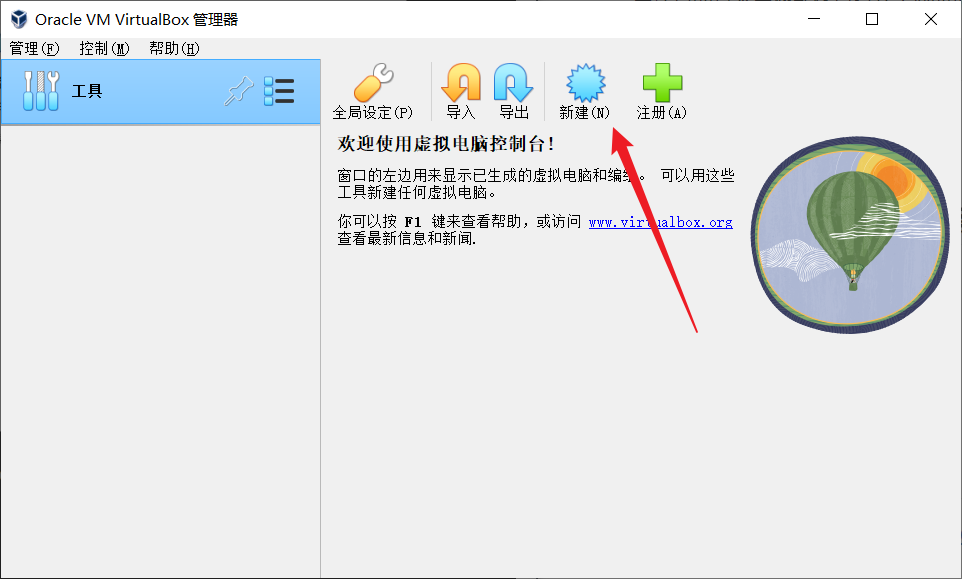 Oracle VM VirtualBox 管理器
管理(F) 控制(M) 帮助(H)
工具
全局设定(P) 导入 导出 新建(N) 注册(A)
欢迎使用虚拟电脑控制台!
窗口的左边用来显示已生成的虚拟电脑和编组。 可以用这些
工具新建任何虚拟电脑。
你可以按 F1 键来查看帮助，或访问 www.virtualbox.org
查看最新信息和新闻.